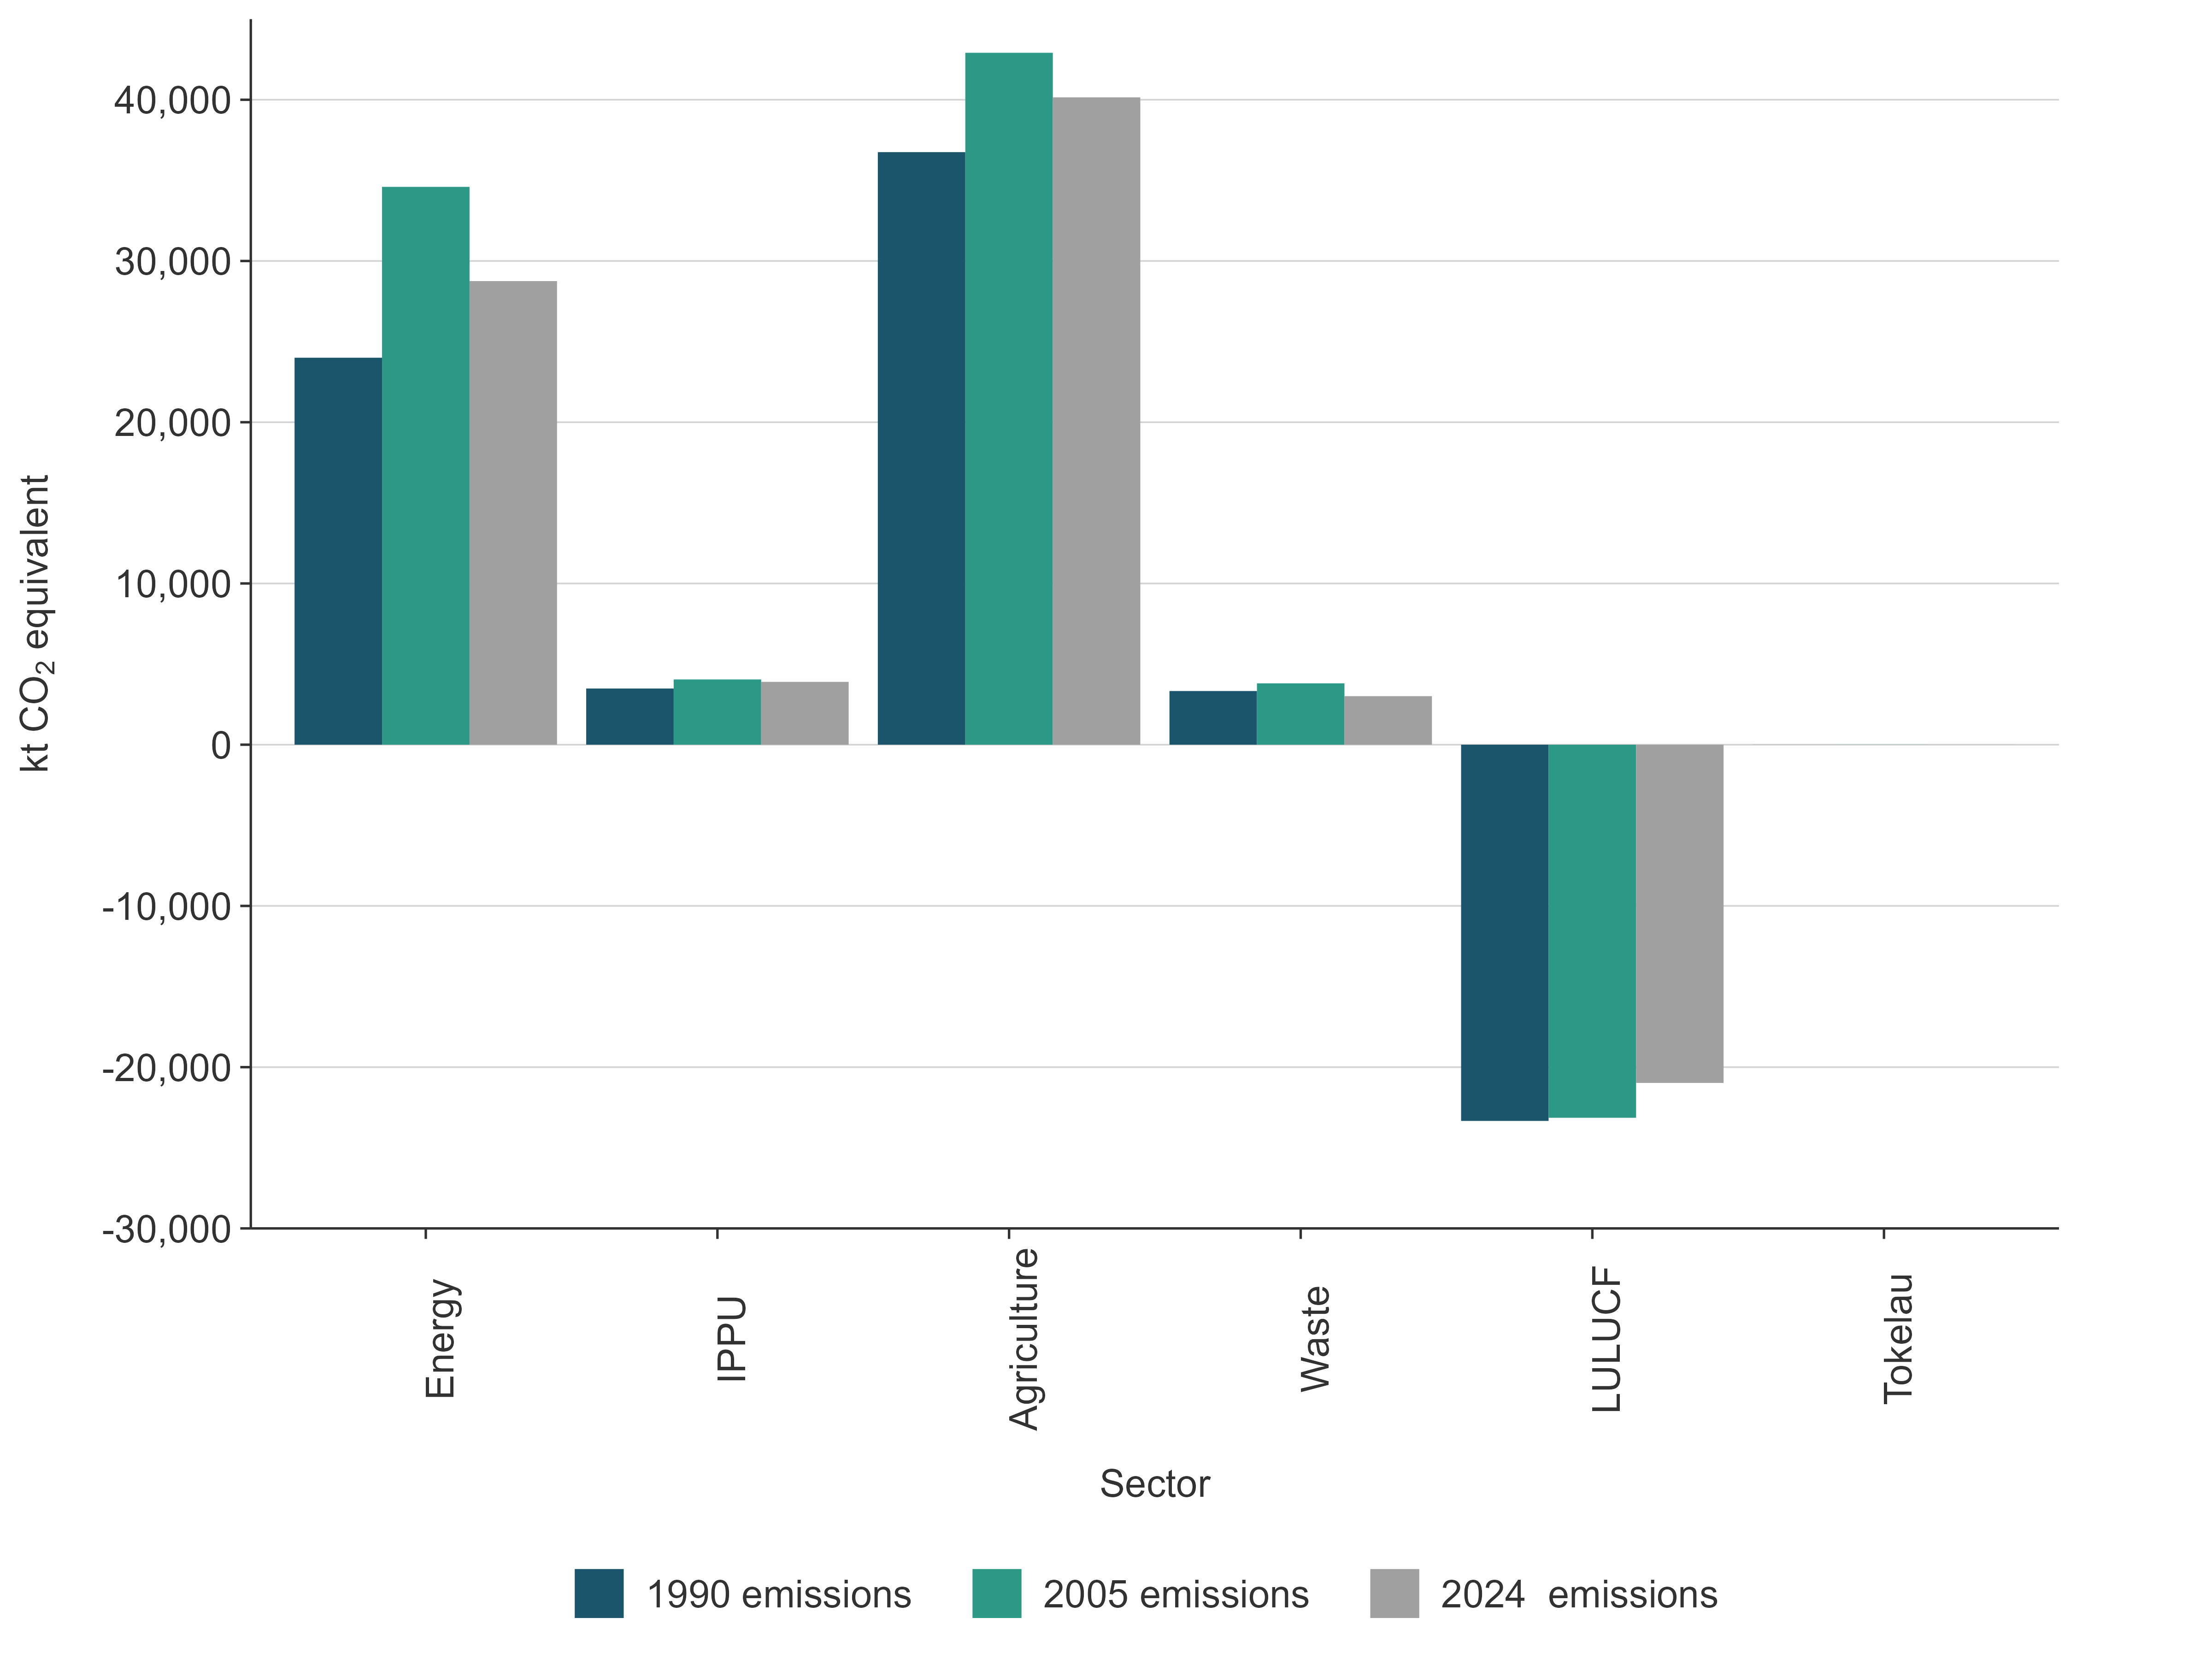 40,000
30,000
20,000
10,000
0
-10,000
-20,000
-30,000
kt CO₂ equivalent
Energy
IPPU
Agriculture
Waste
LULUCF
Tokelau
Sector
1990 emissions
2005 emissions
2024  emissions